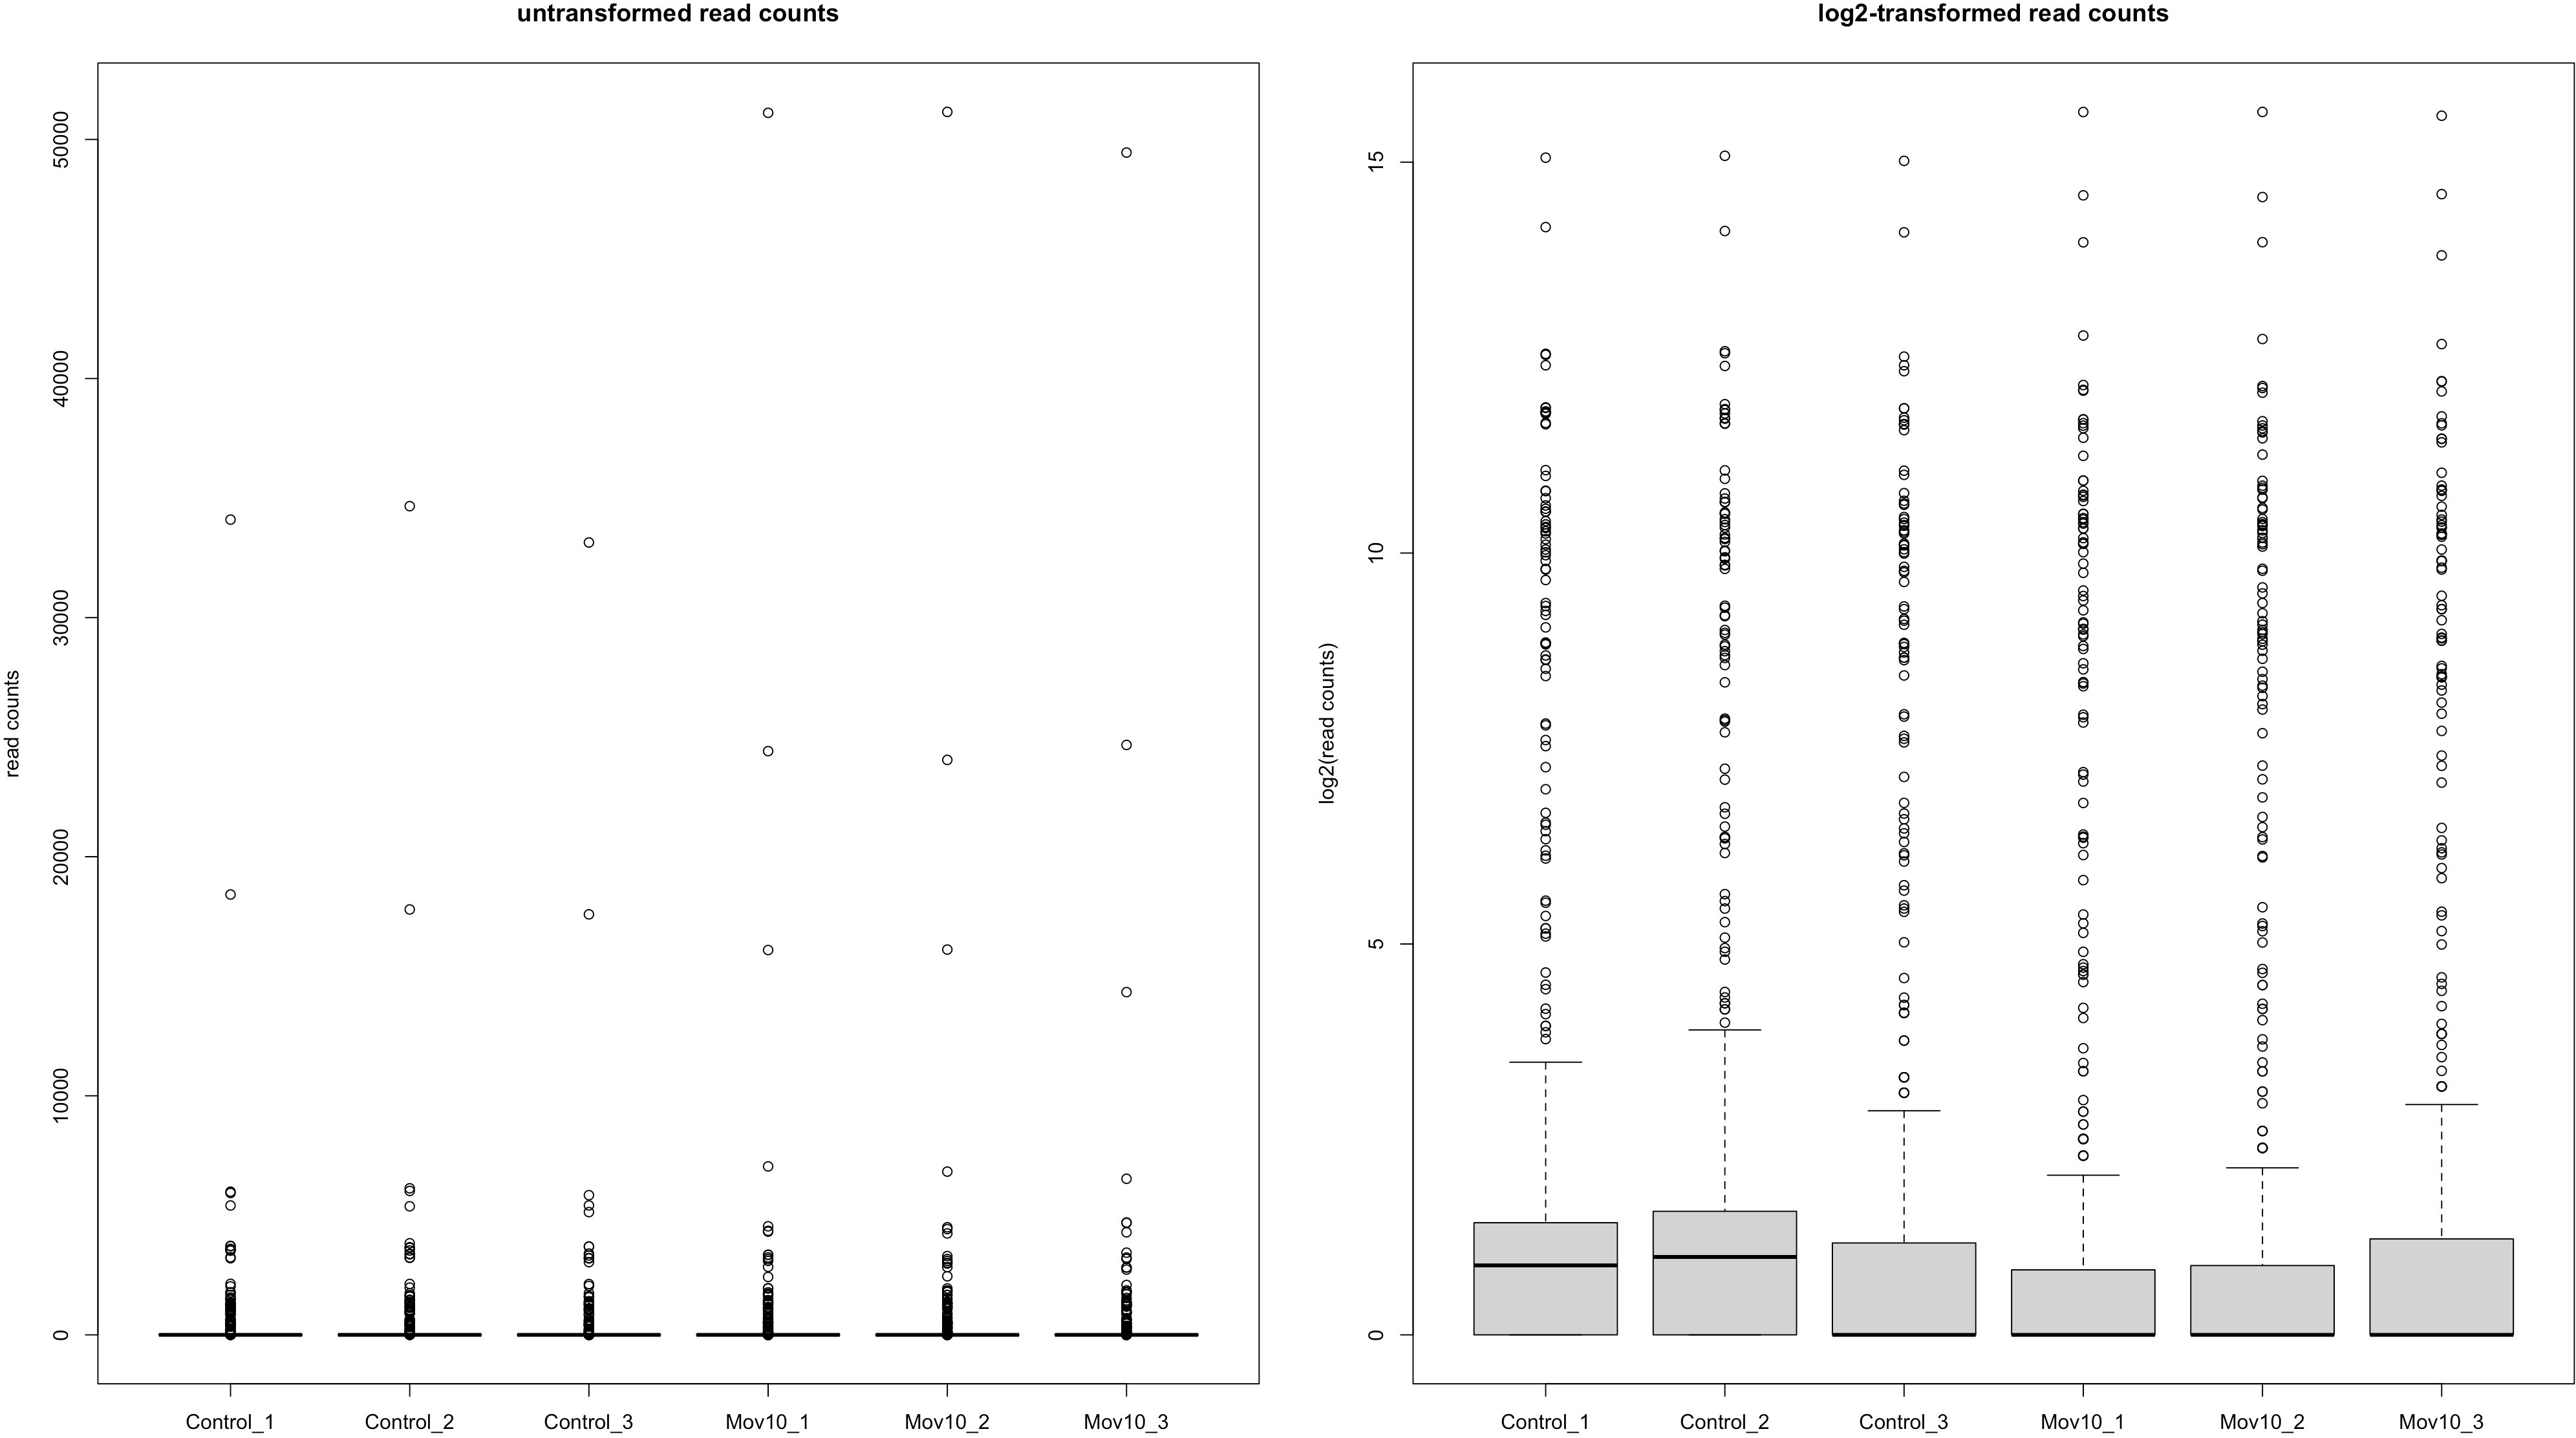 untransformed read counts
read counts
50000
40000
30000
20000
10000
0
Control_1 Control_2 Control_3 Mov10_1 Mov10_2 Mov10_3
log2-transformed read counts
log2(read counts)
15
10
5
0
Control_1 Control_2 Control_3 Mov10_1 Mov10_2 Mov10_3